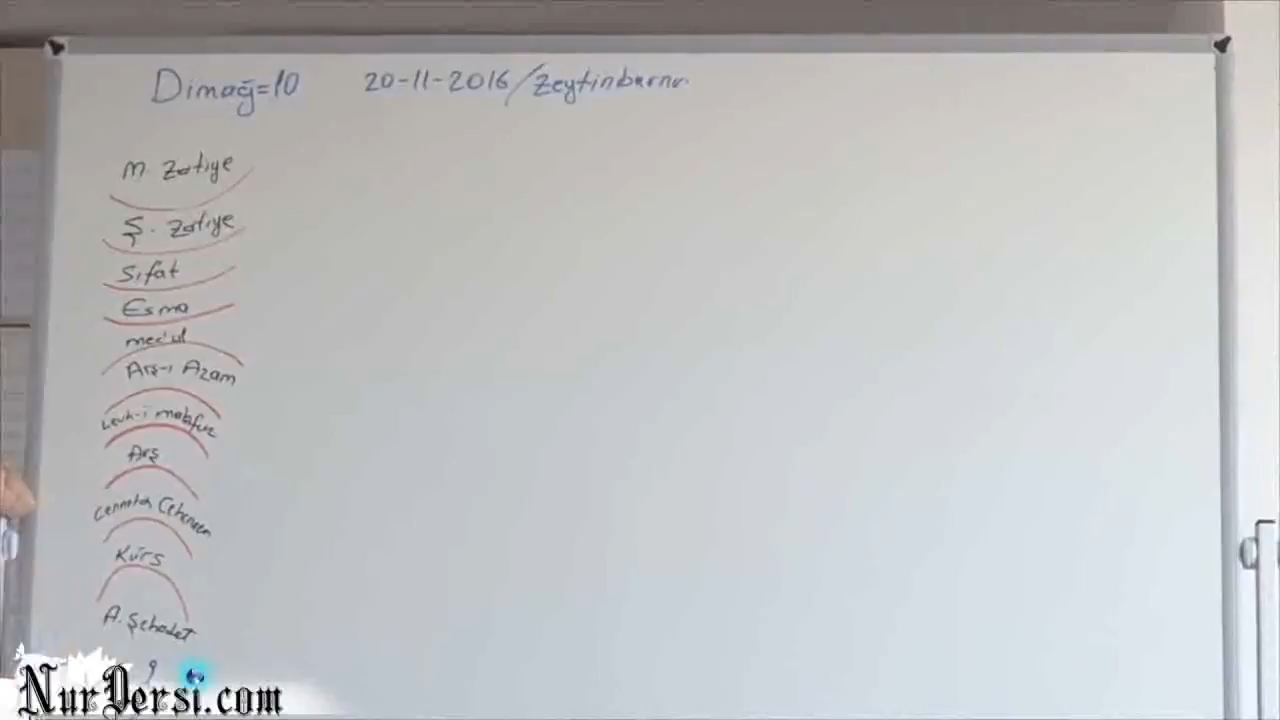 Dimağ=10 20-11-2016/Zeytinburnu
M. Zatiye
Ş. Zatiye
Sıfat
Esma
mec'ul
Arş-ı Azam
Levh-i mahfuz
Arş
Cennetler Cehennem
Kürs
A. Şehadet
NurDersi.com